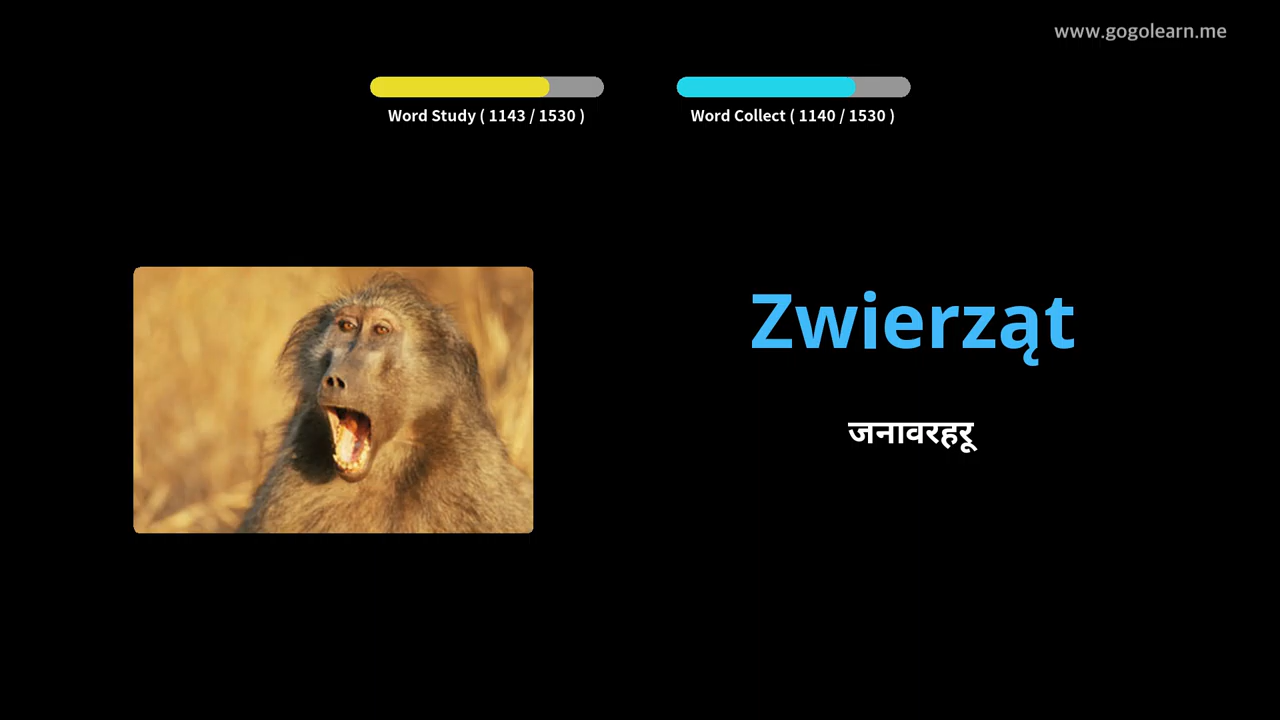 www.gogolearn.me
Word Study ( 1143 / 1530 )
Word Collect ( 1140 / 1530 )
Zwierząt
जनावरहरू